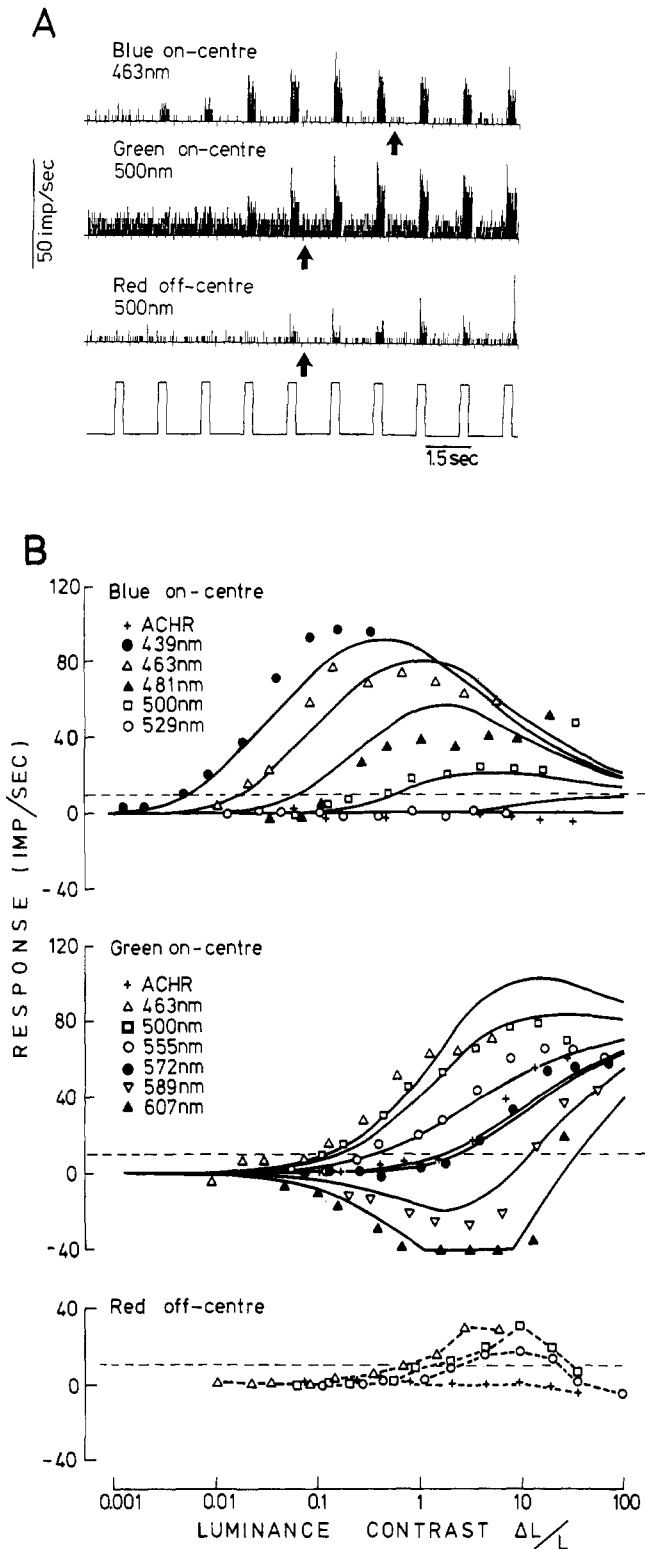 A
Blue on-centre
463nm
50 imp/sec
Green on-centre
500nm
Red off-centre
500nm
1.5sec
B
RESPONSE (IMP/SEC)
120
80
40
0
-40
Blue on-centre
+ ACHR
● 439nm
△ 463nm
▲ 481nm
□ 500nm
○ 529nm
120
80
40
0
-40
Green on-centre
+ ACHR
△ 463nm
□ 500nm
○ 555nm
● 572nm
▽ 589nm
▲ 607nm
40
0
-40
Red off-centre
0.001 0.01 0.1 1 10 100
LUMINANCE CONTRAST ΔL/L